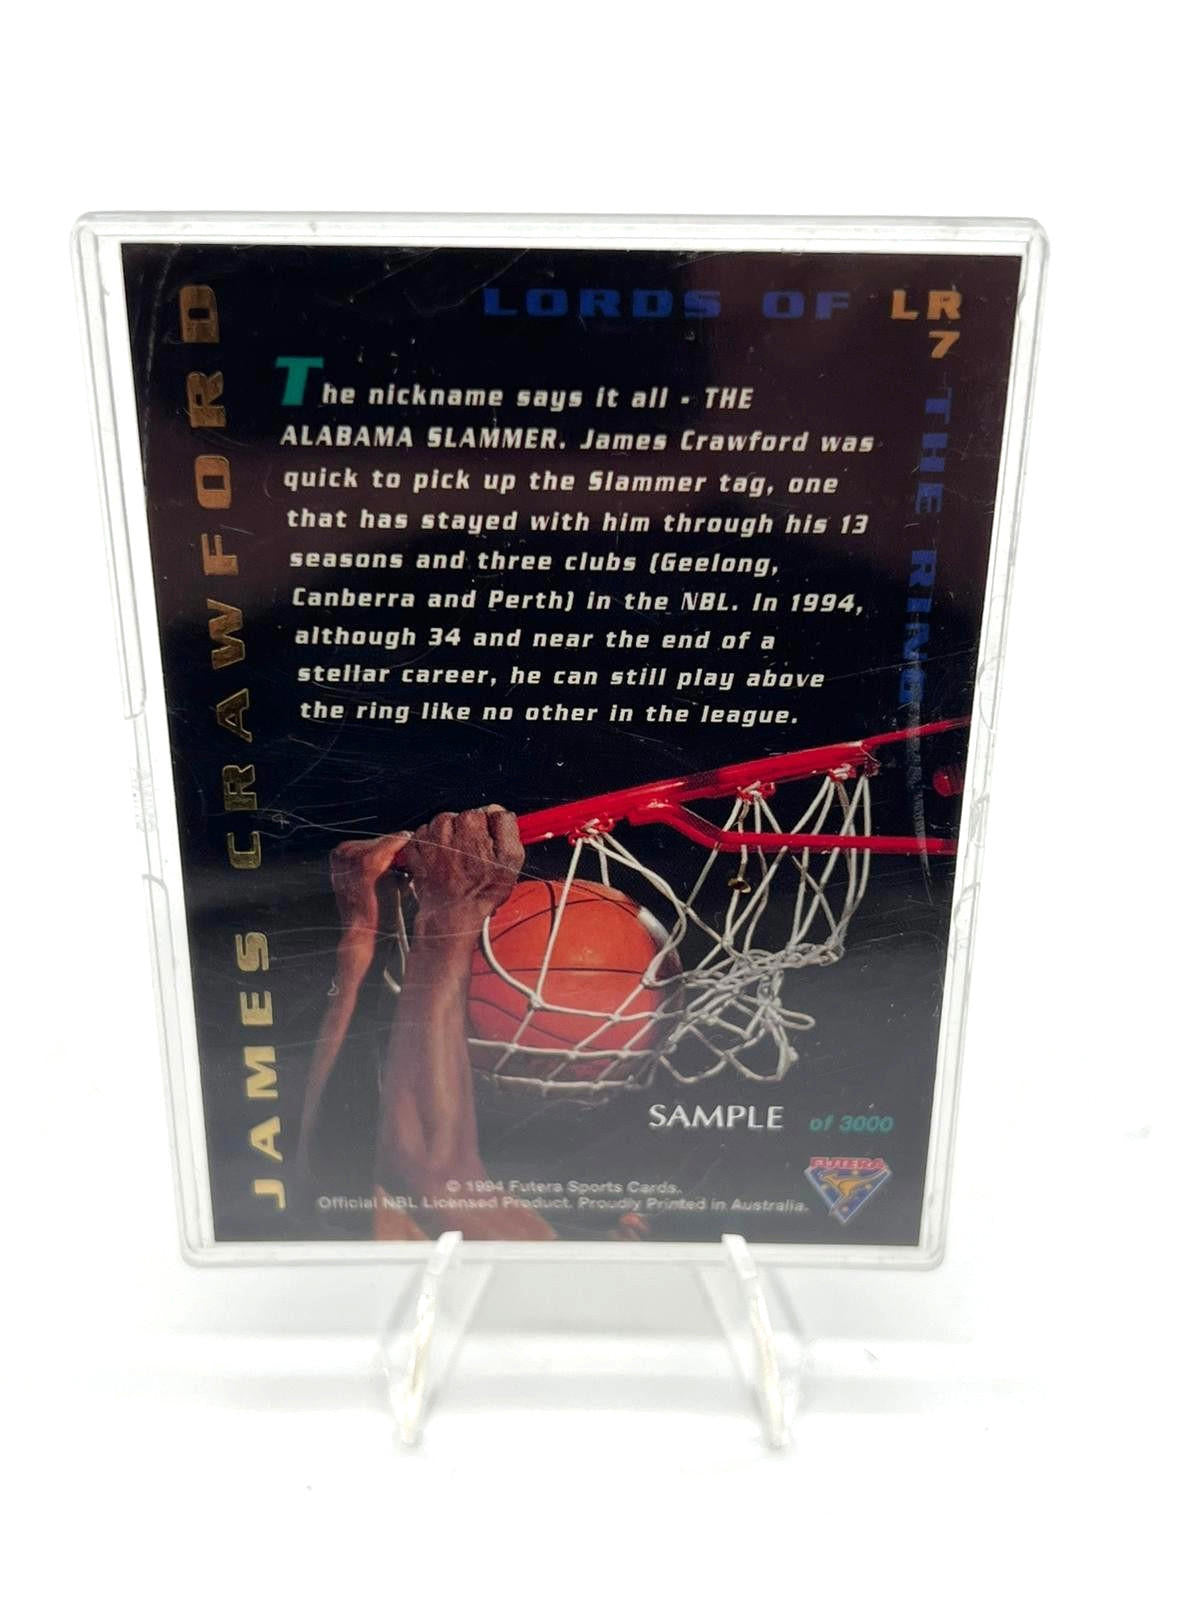 LORDS OF
LR
7
THE RING
JAMES CRAWFORD
The nickname says it all - THE
ALABAMA SLAMMER. James Crawford was
quick to pick up the Slammer tag, one
that has stayed with him through his 13
seasons and three clubs (Geelong,
Canberra and Perth) in the NBL. In 1994,
although 34 and near the end of a
stellar career, he can still play above
the ring like no other in the league.
SAMPLE of 3000
FUTERA
© 1994 Futera Sports Cards.
Official NBL Licensed Product. Proudly Printed in Australia.